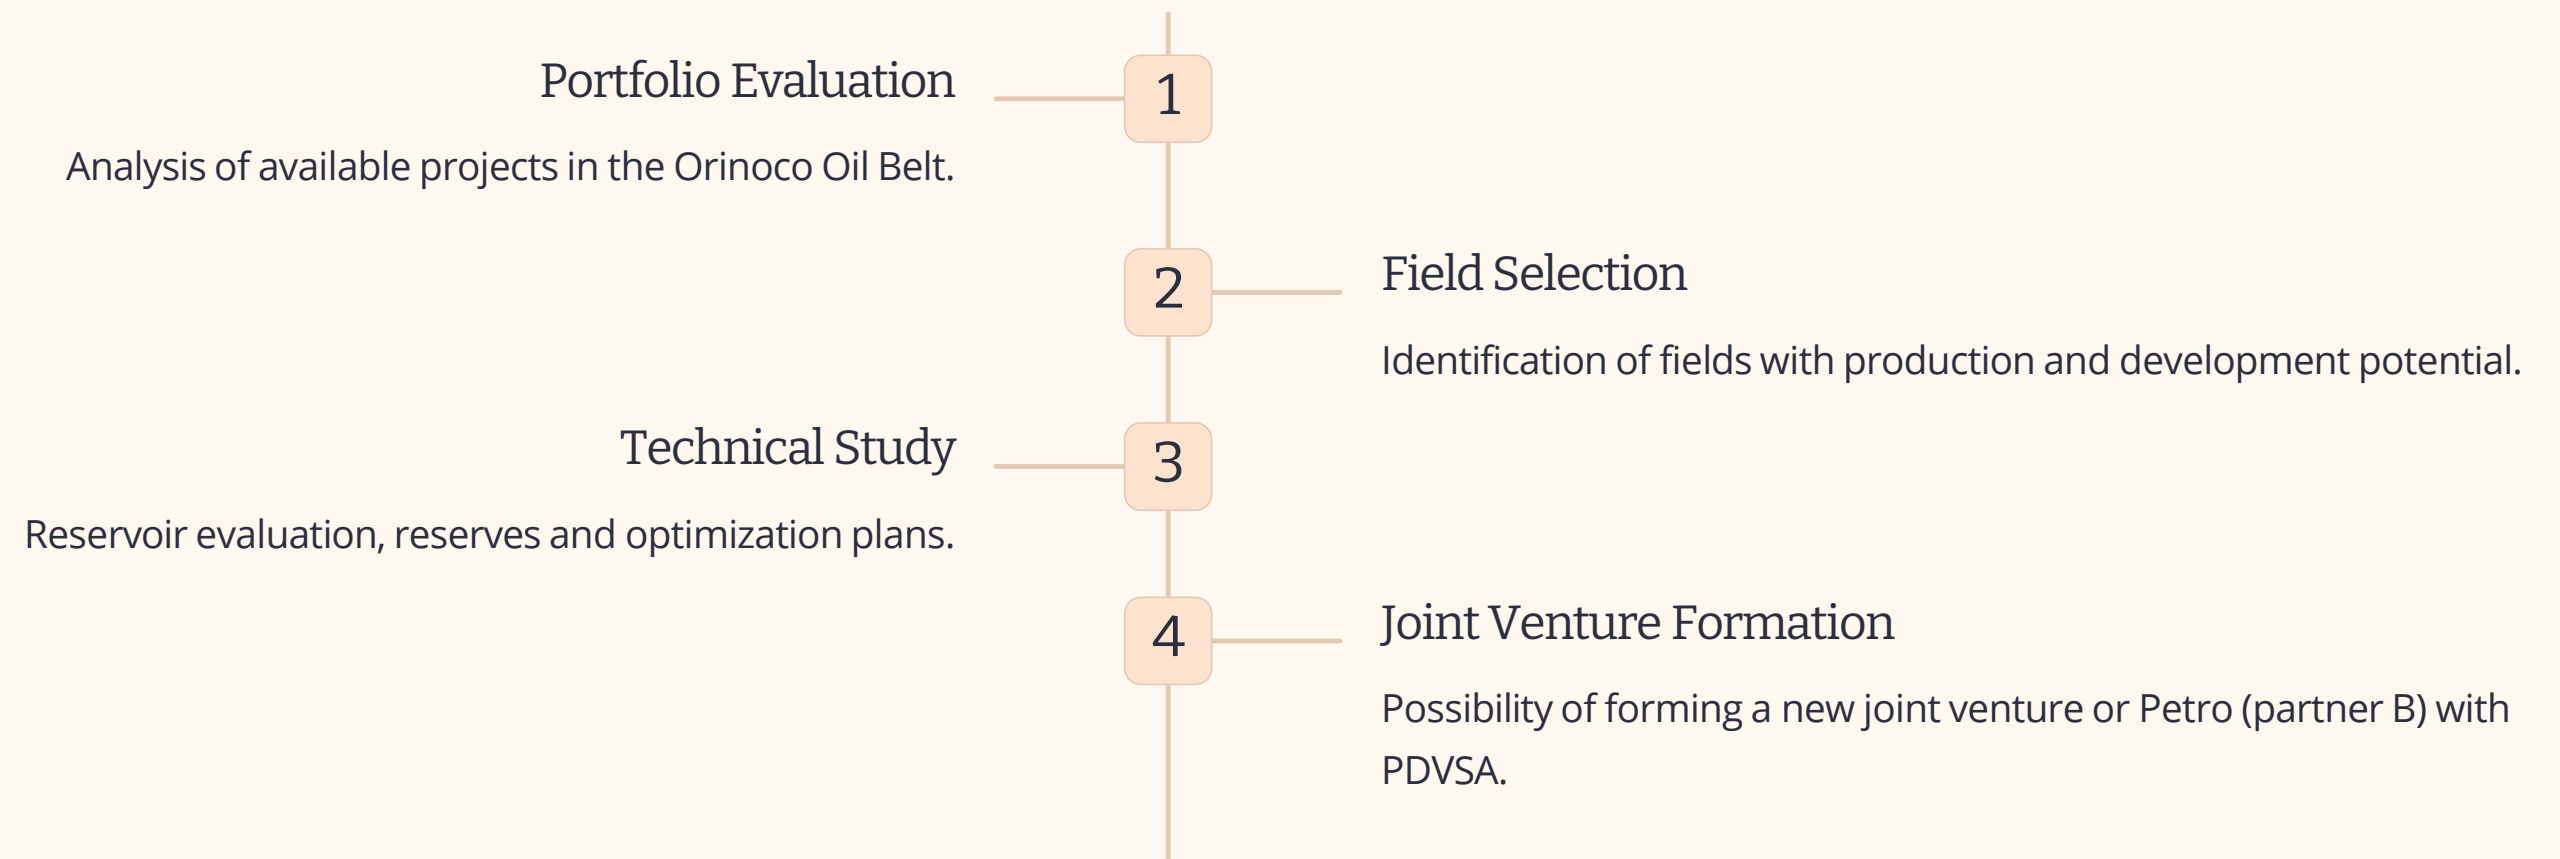 Portfolio Evaluation
1
Analysis of available projects in the Orinoco Oil Belt.
2
Field Selection
Identification of fields with production and development potential.
Technical Study
3
Reservoir evaluation, reserves and optimization plans.
4
Joint Venture Formation
Possibility of forming a new joint venture or Petro (partner B) with
PDVSA.